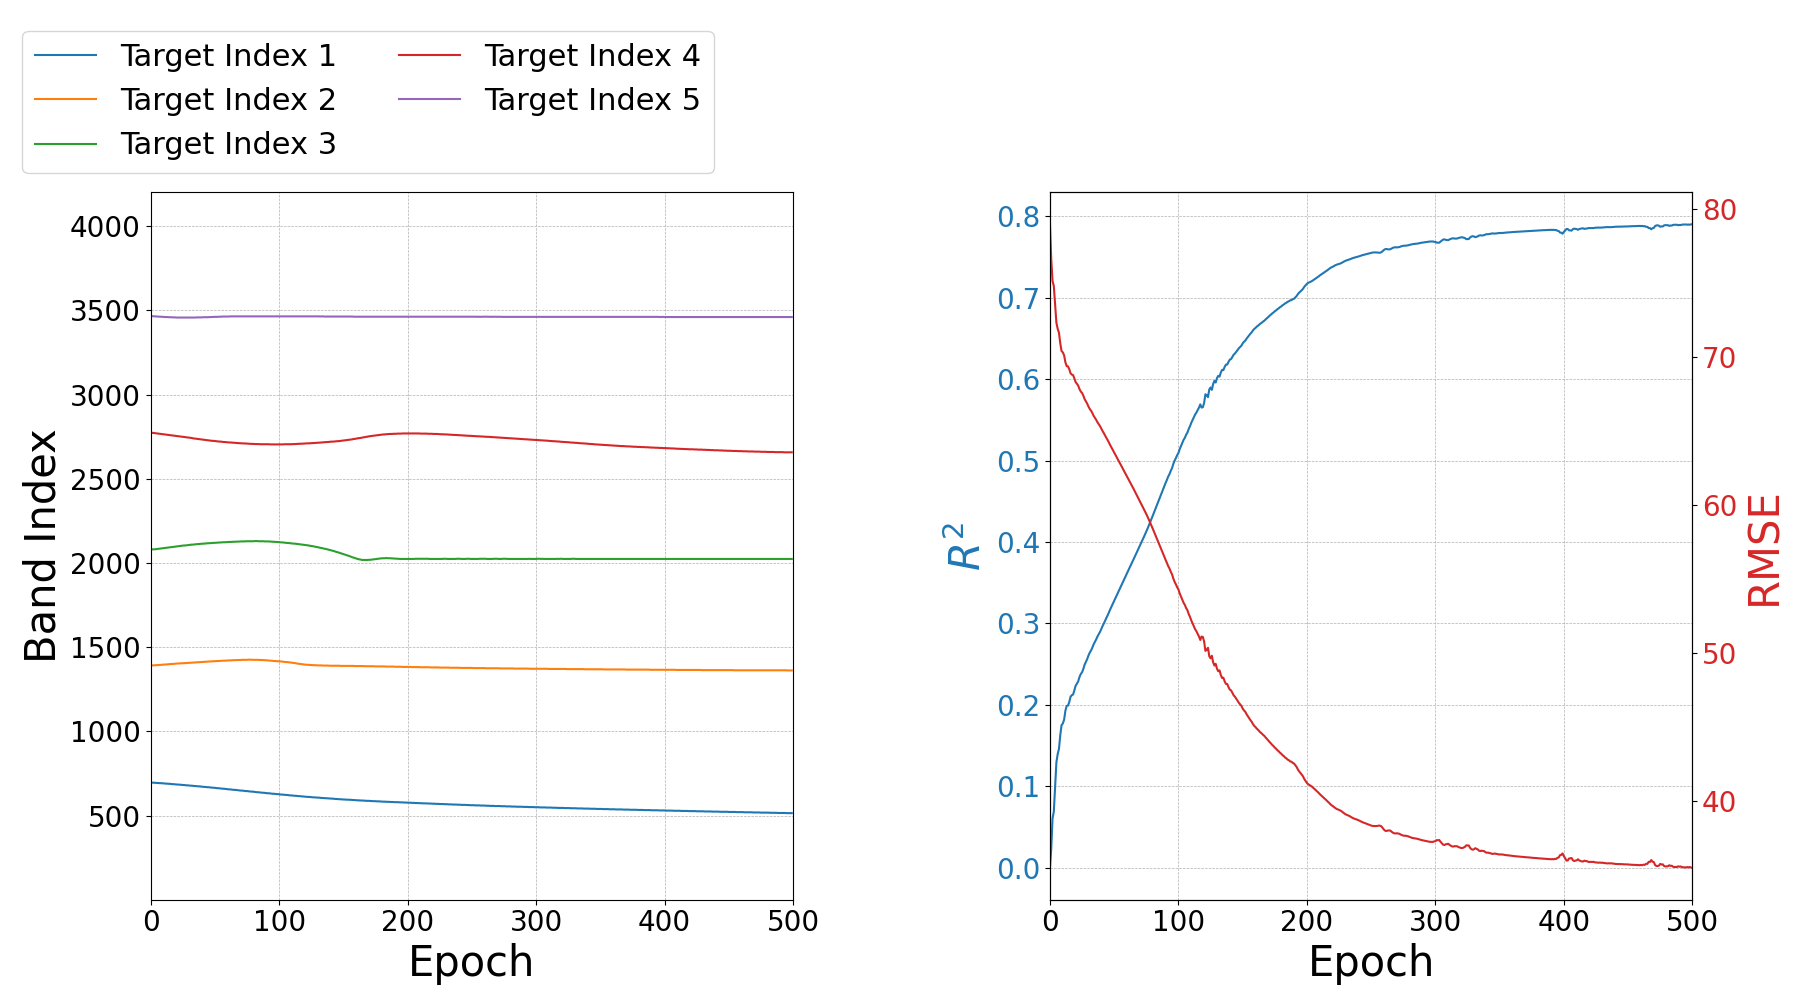 Target Index 1
Target Index 2
Target Index 3
Target Index 4
Target Index 5
Band Index
4000
3500
3000
2500
2000
1500
1000
500
0 100 200 300 400 500
Epoch
R²
0.8
0.7
0.6
0.5
0.4
0.3
0.2
0.1
0.0
0 100 200 300 400 500
Epoch
80
70
60
50
40
RMSE